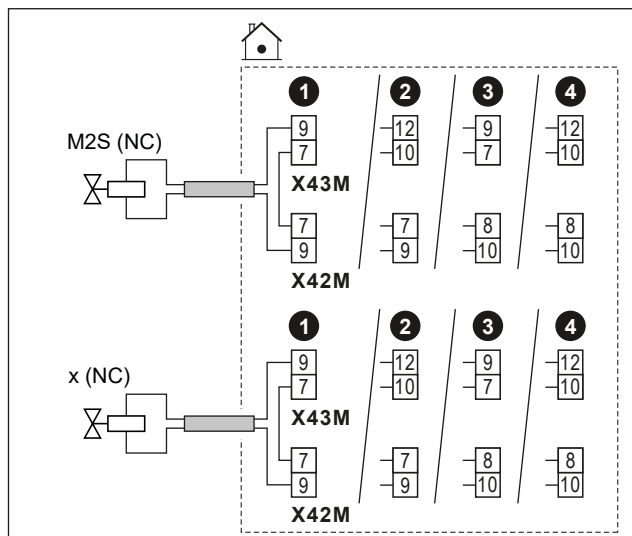 1 2 3 4
9 12 9 12
M2S (NC)
7 10 7 10
X43M
7 7 8 8
9 9 10 10
X42M
1 2 3 4
9 12 9 12
x (NC)
7 10 7 10
X43M
7 7 8 8
9 9 10 10
X42M